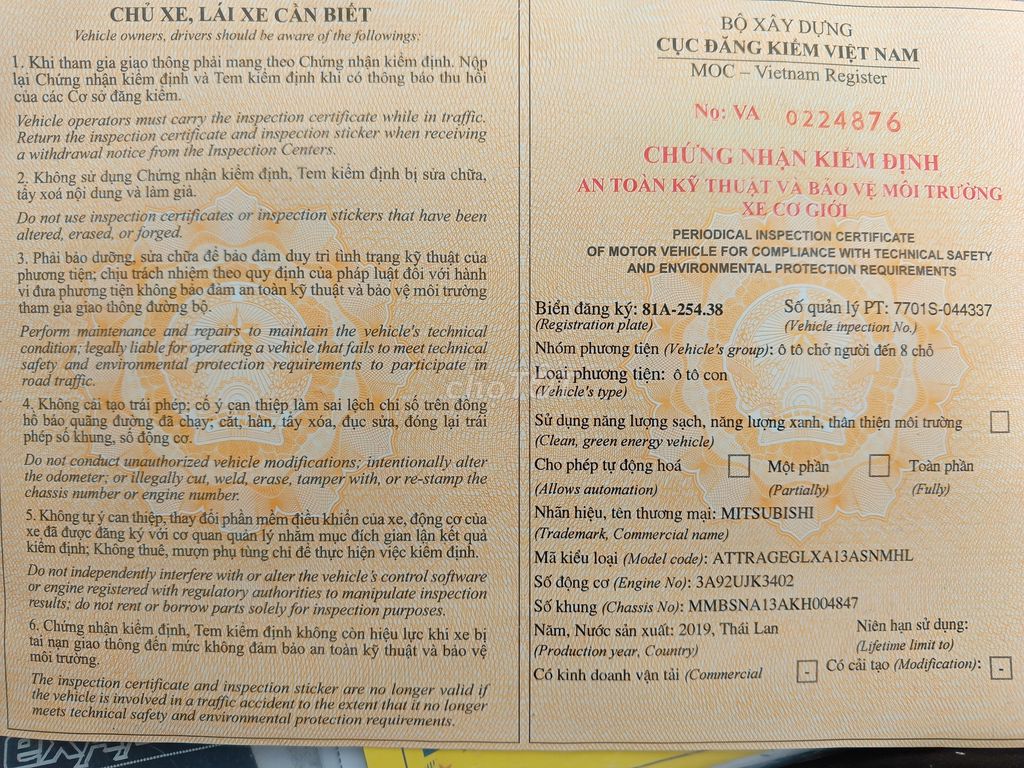 CHỦ XE, LÁI XE CẦN BIẾT
Vehicle owners, drivers should be aware of the followings:
1. Khi tham gia giao thông phải mang theo Chứng nhận kiểm định. Nộp
lại Chứng nhận kiểm định và Tem kiểm định khi có thông báo thu hồi
của các Cơ sở đăng kiểm.
Vehicle operators must carry the inspection certificate while in traffic.
Return the inspection certificate and inspection sticker when receiving
a withdrawal notice from the Inspection Centers.
2. Không sử dụng Chứng nhận kiểm định, Tem kiểm định bị sửa chữa,
tẩy xoá nội dung và làm giả.
Do not use inspection certificates or inspection stickers that have been
altered, erased, or forged.
3. Phải bảo dưỡng, sửa chữa để bảo đảm duy trì tình trạng kỹ thuật của
phương tiện; chịu trách nhiệm theo quy định của pháp luật đối với hành
vi đưa phương tiện không bảo đảm an toàn kỹ thuật và bảo vệ môi trường
tham gia giao thông đường bộ.
Perform maintenance and repairs to maintain the vehicle's technical
condition; legally liable for operating a vehicle that fails to meet technical
safety and environmental protection requirements to participate in
road traffic.
4. Không cải tạo trái phép; cố ý can thiệp làm sai lệch chỉ số trên đồng
hồ báo quãng đường đã chạy; cắt, hàn, tẩy xóa, đục sửa, đóng lại trái
phép số khung, số động cơ.
Do not conduct unauthorized vehicle modifications; intentionally alter
the odometer; or illegally cut, weld, erase, tamper with, or re-stamp the
chassis number or engine number.
5. Không tự ý can thiệp, thay đổi phần mềm điều khiển của xe, động cơ của
xe đã được đăng ký với cơ quan quản lý nhằm mục đích gian lận kết quả
kiểm định; Không thuê, mượn phụ tùng chỉ để thực hiện việc kiểm định.
Do not independently interfere with or alter the vehicle's control software
or engine registered with regulatory authorities to manipulate inspection
results; do not rent or borrow parts solely for inspection purposes.
6. Chứng nhận kiểm định, Tem kiểm định không còn hiệu lực khi xe bị
tai nạn giao thông đến mức không đảm bảo an toàn kỹ thuật và bảo vệ
môi trường.
The inspection certificate and inspection sticker are no longer valid if
the vehicle is involved in a traffic accident to the extent that it no longer
meets technical safety and environmental protection requirements.
BỘ XÂY DỰNG
CỤC ĐĂNG KIỂM VIỆT NAM
MOC – Vietnam Register
No: VA 0224876
CHỨNG NHẬN KIỂM ĐỊNH
AN TOÀN KỸ THUẬT VÀ BẢO VỆ MÔI TRƯỜNG
XE CƠ GIỚI
PERIODICAL INSPECTION CERTIFICATE
OF MOTOR VEHICLE FOR COMPLIANCE WITH TECHNICAL SAFETY
AND ENVIRONMENTAL PROTECTION REQUIREMENTS
Biển đăng ký: 81A-254.38 Số quản lý PT: 7701S-044337
(Registration plate) (Vehicle inpection No.)
Nhóm phương tiện (Vehicle's group): ô tô chở người đến 8 chỗ
Loại phương tiện: ô tô con
(Vehicle's type)
Sử dụng năng lượng sạch, năng lượng xanh, thân thiện môi trường
(Clean, green energy vehicle)
Cho phép tự động hoá Một phần Toàn phần
(Allows automation) (Partially) (Fully)
Nhãn hiệu, tên thương mại: MITSUBISHI
(Trademark, Commercial name)
Mã kiểu loại (Model code): ATTRAGEGLXA13ASNMHL
Số động cơ (Engine No): 3A92UJK3402
Số khung (Chassis No): MMBSNA13AKH004847
Năm, Nước sản xuất: 2019, Thái Lan Niên hạn sử dụng:
(Production year, Country) (Lifetime limit to)
Có kinh doanh vận tải (Commercial - Có cải tạo (Modification): -